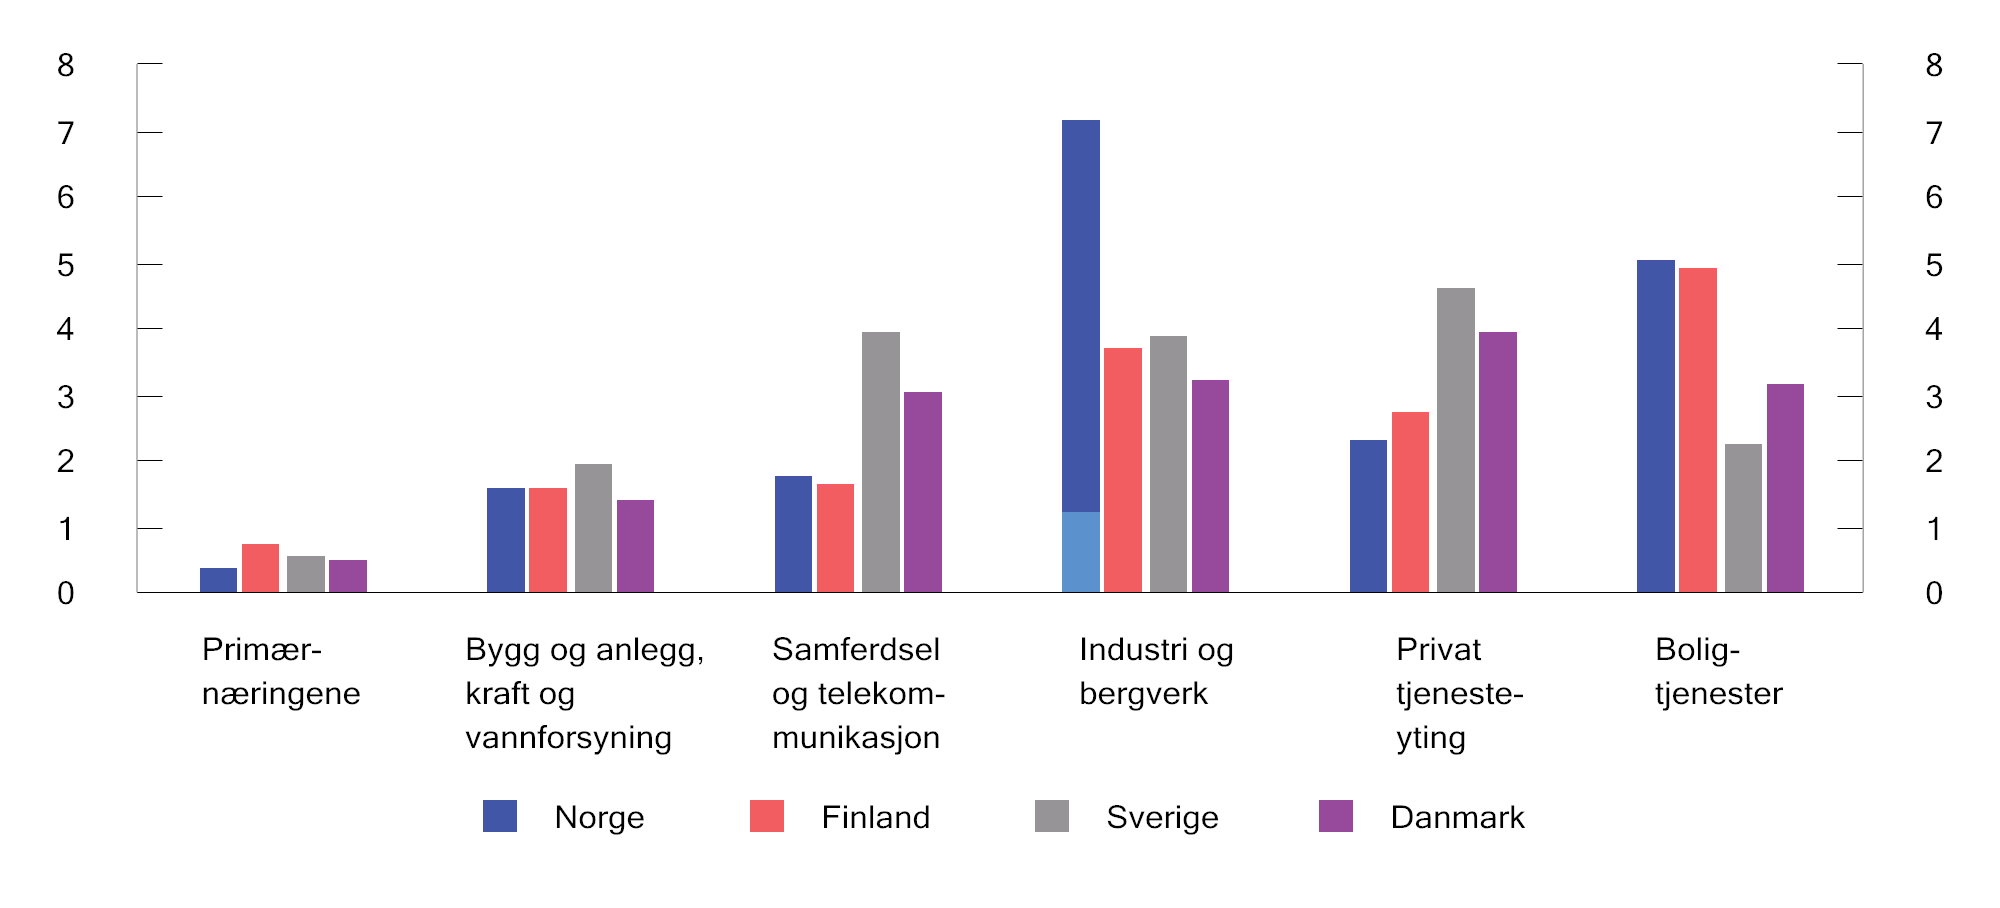 8 8
7 7
6 6
5 5
4 4
3 3
2 2
1 1
0 0
Primær-
næringene
Bygg og anlegg,
kraft og
vannforsyning
Samferdsel
og telekom-
munikasjon
Industri og
bergverk
Privat
tjeneste-
yting
Bolig-
tjenester
Norge Finland Sverige Danmark